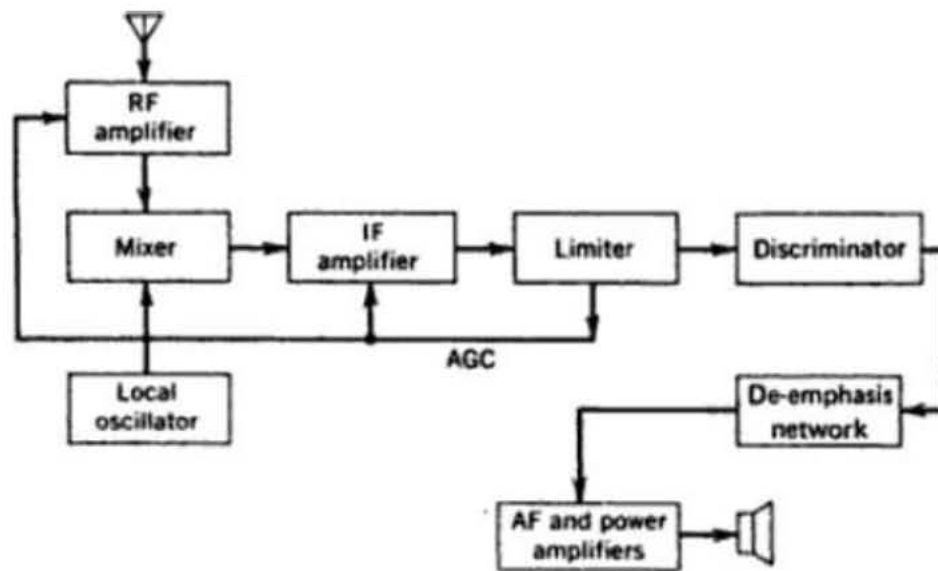 RF
amplifier
Mixer
IF
amplifier
Limiter
Discriminator
AGC
Local
oscillator
De-emphasis
network
AF and power
amplifiers